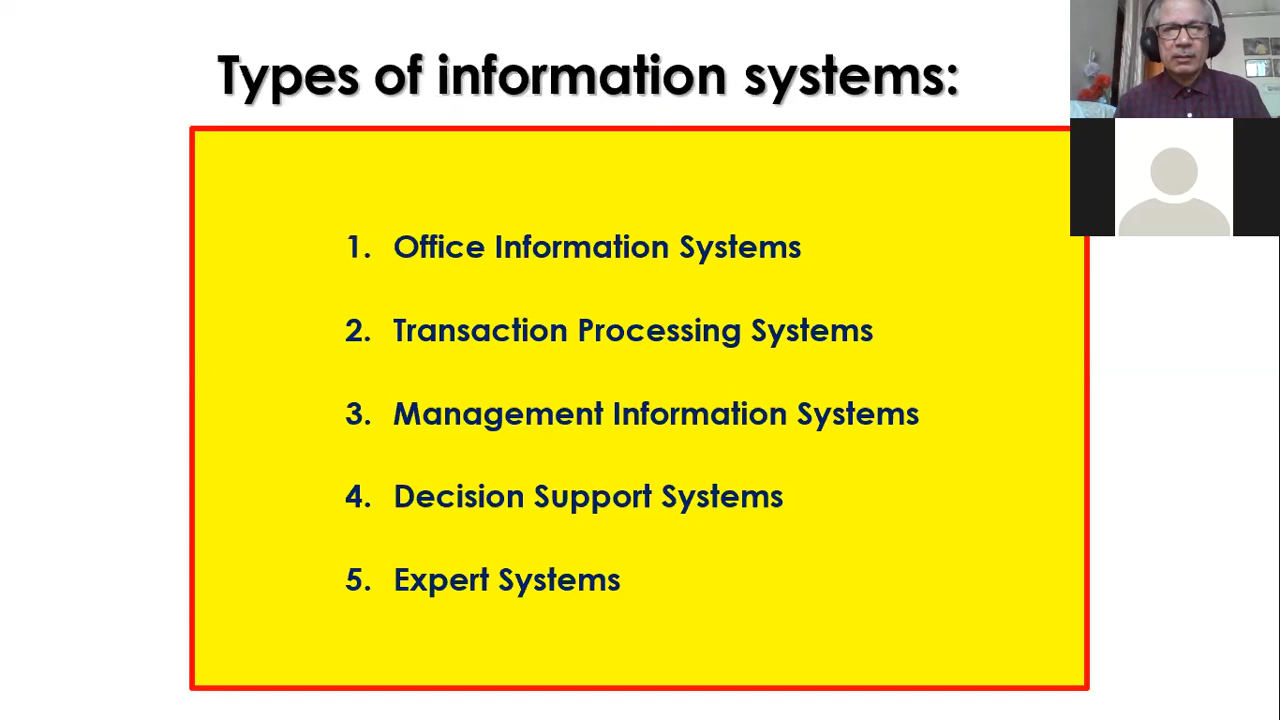 Types of information systems:
1. Office Information Systems
2. Transaction Processing Systems
3. Management Information Systems
4. Decision Support Systems
5. Expert Systems